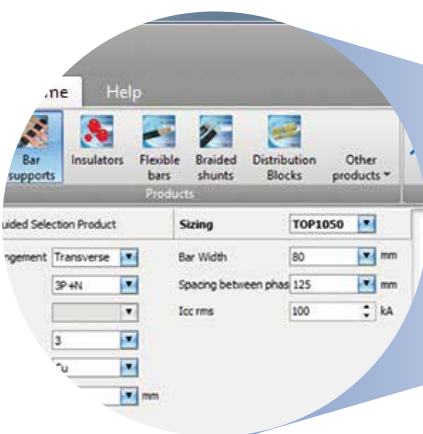 me Help
Bar supports
Insulators
Flexible bars
Braided shunts
Distribution Blocks
Other products
Products
uided Selection Product
Sizing TOP1050
ngement Transverse
Bar Width 80 mm
3P+N
Spacing between phas 125 mm
Icc rms 100 kA
3
Cu
mm